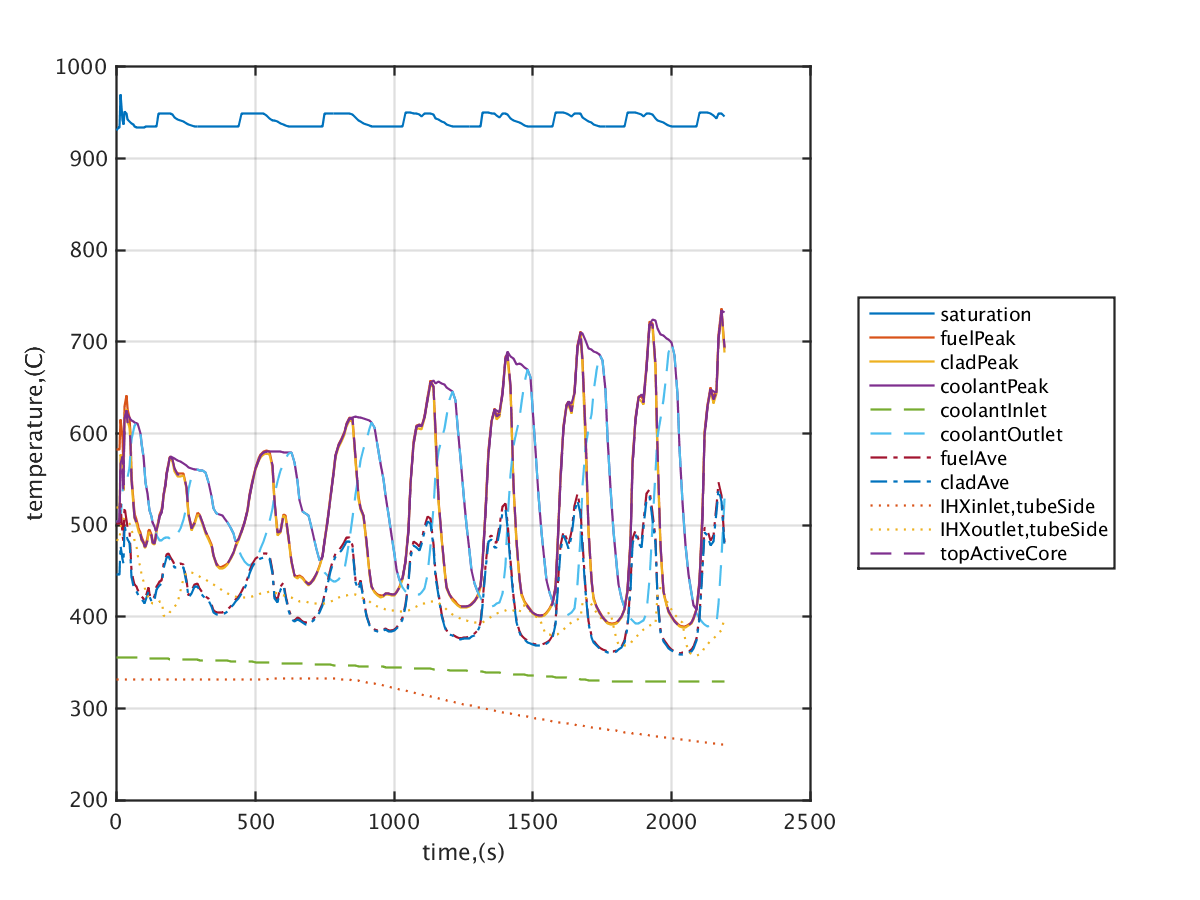 1000
900
800
700
600
500
400
300
200
temperature,(C)
0 500 1000 1500 2000 2500
time,(s)
saturation
fuelPeak
cladPeak
coolantPeak
coolantInlet
coolantOutlet
fuelAve
cladAve
IHXinlet,tubeSide
IHXoutlet,tubeSide
topActiveCore